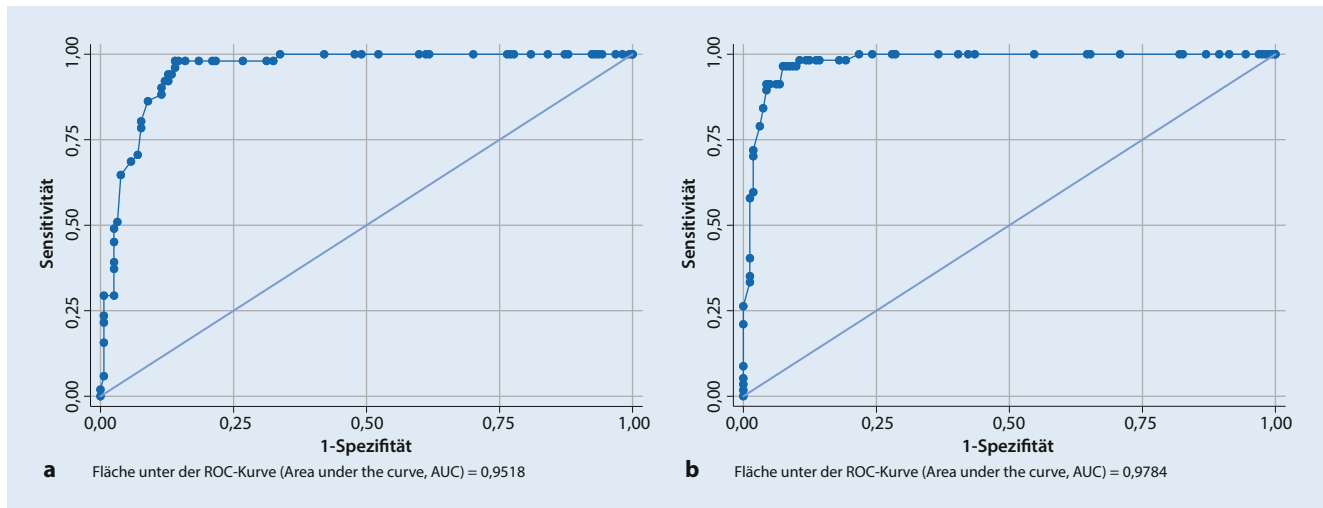 1,00
0,75
0,50
0,25
0,00
Sensitivität
0,00 0,25 0,50 0,75 1,00
1-Spezifität
a Fläche unter der ROC-Kurve (Area under the curve, AUC) = 0,9518
1,00
0,75
0,50
0,25
0,00
Sensitivität
0,00 0,25 0,50 0,75 1,00
1-Spezifität
b Fläche unter der ROC-Kurve (Area under the curve, AUC) = 0,9784